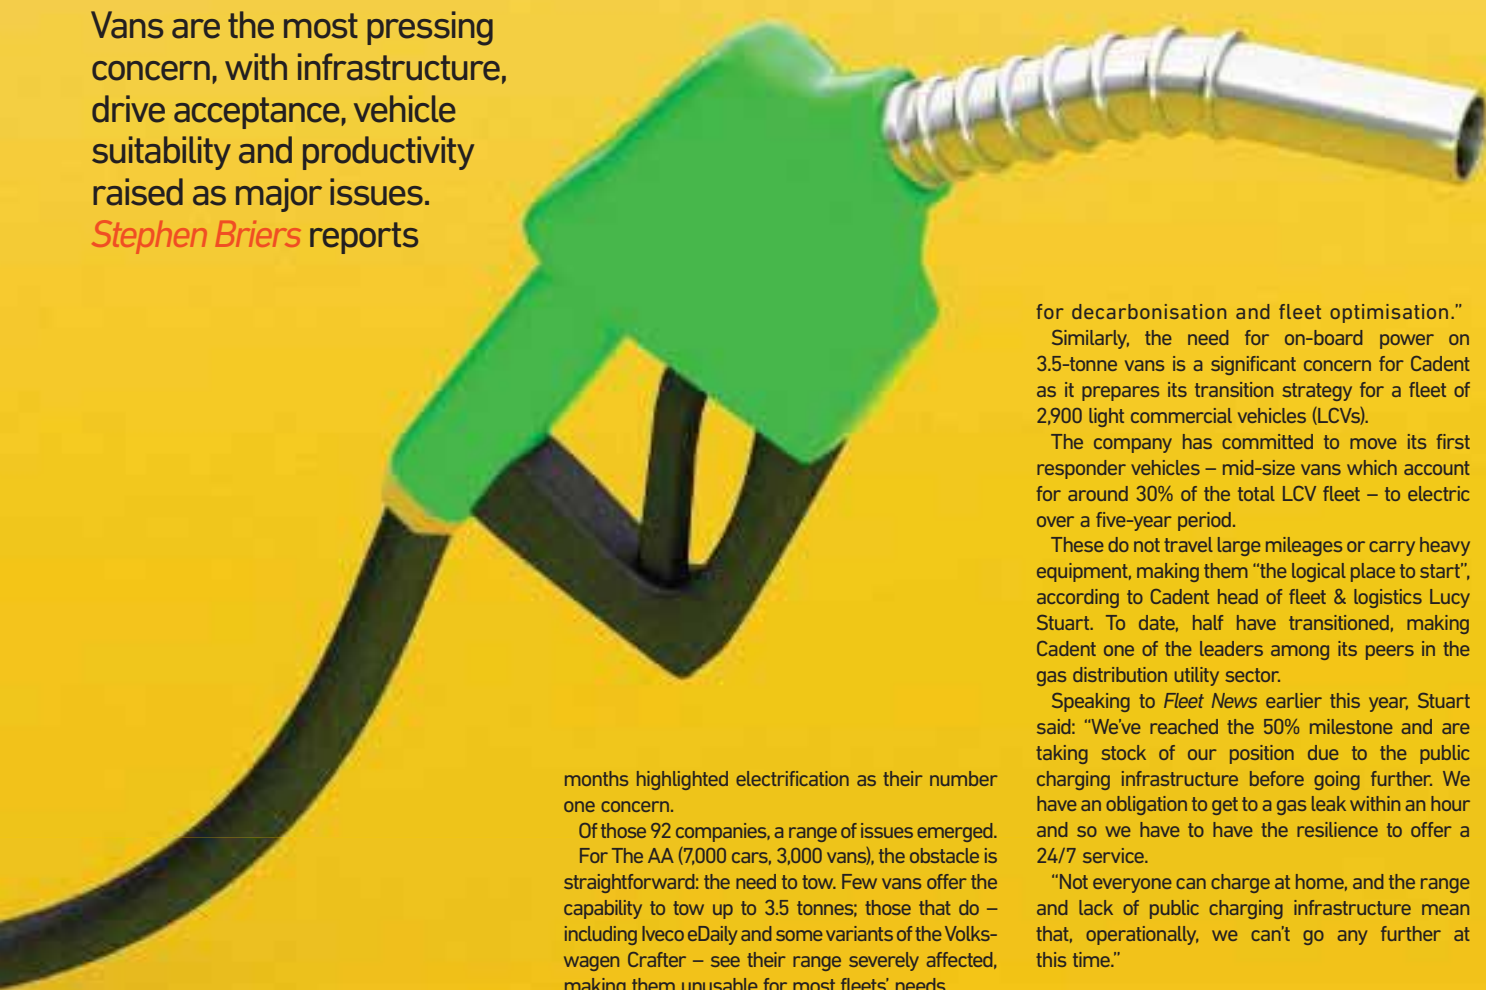 Vans are the most pressing
concern, with infrastructure,
drive acceptance, vehicle
suitability and productivity
raised as major issues.
Stephen Briers reports
months highlighted electrification as their number
one concern.
Of those 92 companies, a range of issues emerged.
For The AA (7,000 cars, 3,000 vans), the obstacle is
straightforward: the need to tow. Few vans offer the
capability to tow up to 3.5 tonnes; those that do –
including Iveco eDaily and some variants of the Volks-
wagen Crafter – see their range severely affected,
making them unusable for most fleets' needs.
for decarbonisation and fleet optimisation."
Similarly, the need for on-board power on
3.5-tonne vans is a significant concern for Cadent
as it prepares its transition strategy for a fleet of
2,900 light commercial vehicles (LCVs).
The company has committed to move its first
responder vehicles – mid-size vans which account
for around 30% of the total LCV fleet – to electric
over a five-year period.
These do not travel large mileages or carry heavy
equipment, making them "the logical place to start",
according to Cadent head of fleet & logistics Lucy
Stuart. To date, half have transitioned, making
Cadent one of the leaders among its peers in the
gas distribution utility sector.
Speaking to Fleet News earlier this year, Stuart
said: "We've reached the 50% milestone and are
taking stock of our position due to the public
charging infrastructure before going further. We
have an obligation to get to a gas leak within an hour
and so we have to have the resilience to offer a
24/7 service.
"Not everyone can charge at home, and the range
and lack of public charging infrastructure mean
that, operationally, we can't go any further at
this time."